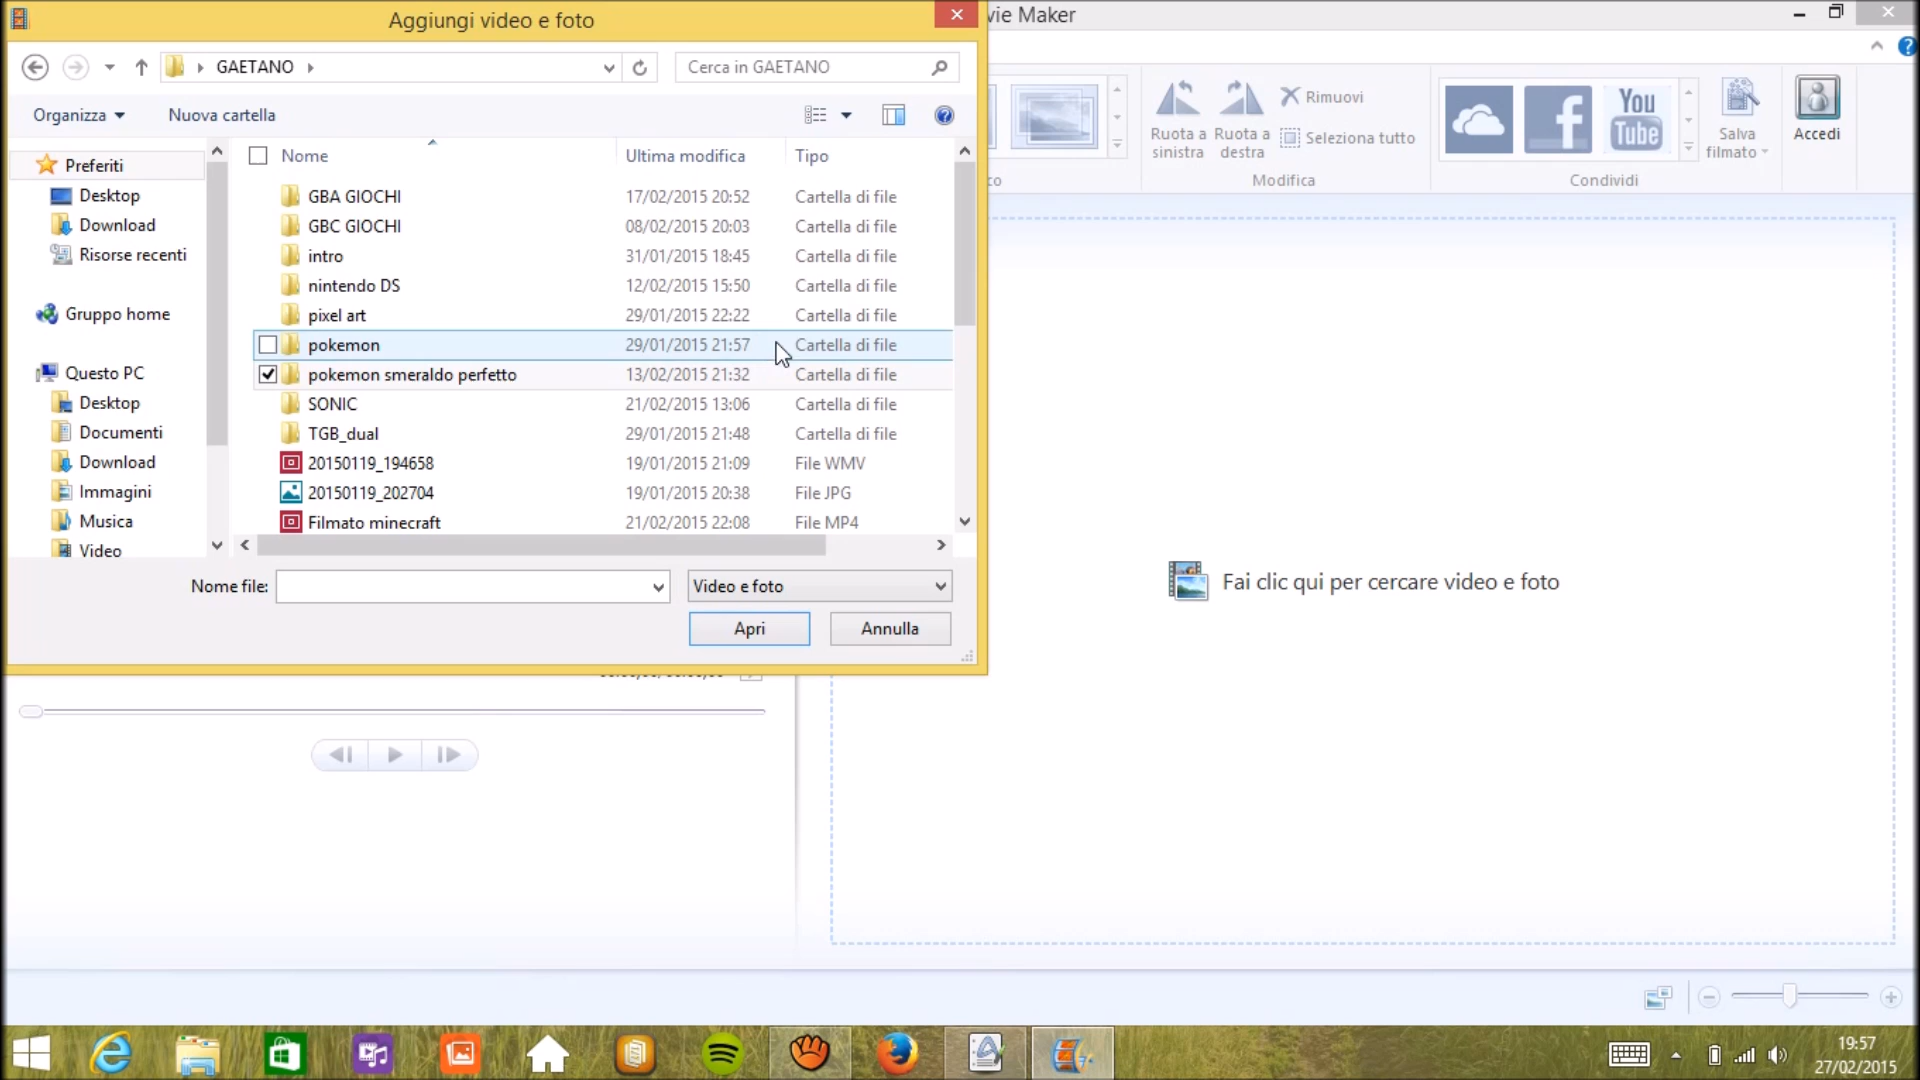 Aggiungi video e foto
vie Maker
GAETANO
Cerca in GAETANO
Organizza
Nuova cartella
Rimuovi
Seleziona tutto
Ruota a sinistra
Ruota a destra
You
Tube
Salva filmato
Accedi
Modifica
Condividi
Nome
Ultima modifica
Tipo
Preferiti
Desktop
Download
Risorse recenti
Gruppo home
Questo PC
Desktop
Documenti
Download
Immagini
Musica
Video
GBA GIOCHI 17/02/2015 20:52 Cartella di file
GBC GIOCHI 08/02/2015 20:03 Cartella di file
intro 31/01/2015 18:45 Cartella di file
nintendo DS 12/02/2015 15:50 Cartella di file
pixel art 29/01/2015 22:22 Cartella di file
pokemon 29/01/2015 21:57 Cartella di file
pokemon smeraldo perfetto 13/02/2015 21:32 Cartella di file
SONIC 21/02/2015 13:06 Cartella di file
TGB_dual 29/01/2015 21:48 Cartella di file
20150119_194658 19/01/2015 21:09 File WMV
20150119_202704 19/01/2015 20:38 File JPG
Filmato minecraft 21/02/2015 22:08 File MP4
Nome file:
Video e foto
Apri
Annulla
Fai clic qui per cercare video e foto
19:57
27/02/2015